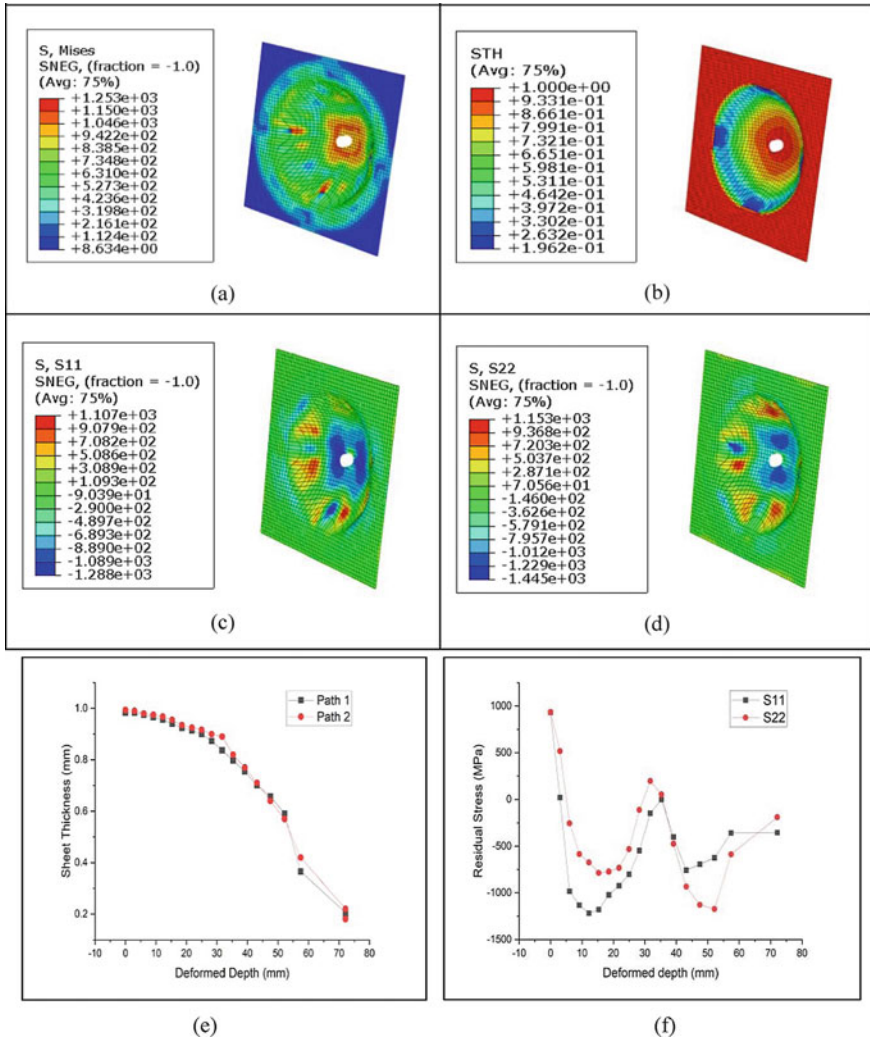 S, Mises
SNEG, (fraction = -1.0)
(Avg: 75%)
+1.253e+03
+1.150e+03
+1.046e+03
+9.422e+02
+8.385e+02
+7.348e+02
+6.310e+02
+5.273e+02
+4.236e+02
+3.198e+02
+2.161e+02
+1.124e+02
+8.634e+00
(a)
STH
(Avg: 75%)
+1.000e+00
+9.331e-01
+8.661e-01
+7.991e-01
+7.321e-01
+6.651e-01
+5.981e-01
+5.311e-01
+4.642e-01
+3.972e-01
+3.302e-01
+2.632e-01
+1.962e-01
(b)
S, S11
SNEG, (fraction = -1.0)
(Avg: 75%)
+1.107e+03
+9.079e+02
+7.082e+02
+5.086e+02
+3.089e+02
+1.093e+02
-9.039e+01
-2.900e+02
-4.897e+02
-6.893e+02
-8.890e+02
-1.089e+03
-1.288e+03
(c)
S, S22
SNEG, (fraction = -1.0)
(Avg: 75%)
+1.153e+03
+9.368e+02
+7.203e+02
+5.037e+02
+2.871e+02
+7.056e+01
-1.460e+02
-3.626e+02
-5.791e+02
-7.957e+02
-1.012e+03
-1.229e+03
-1.445e+03
(d)
Path 1
Path 2
Sheet Thickness (mm)
1.0
0.8
0.6
0.4
0.2
-10 0 10 20 30 40 50 60 70 80
Deformed Depth (mm)
(e)
S11
S22
Residual Stress (MPa)
1000
500
0
-500
-1000
-1500
-10 0 10 20 30 40 50 60 70 80
Deformed depth (mm)
(f)